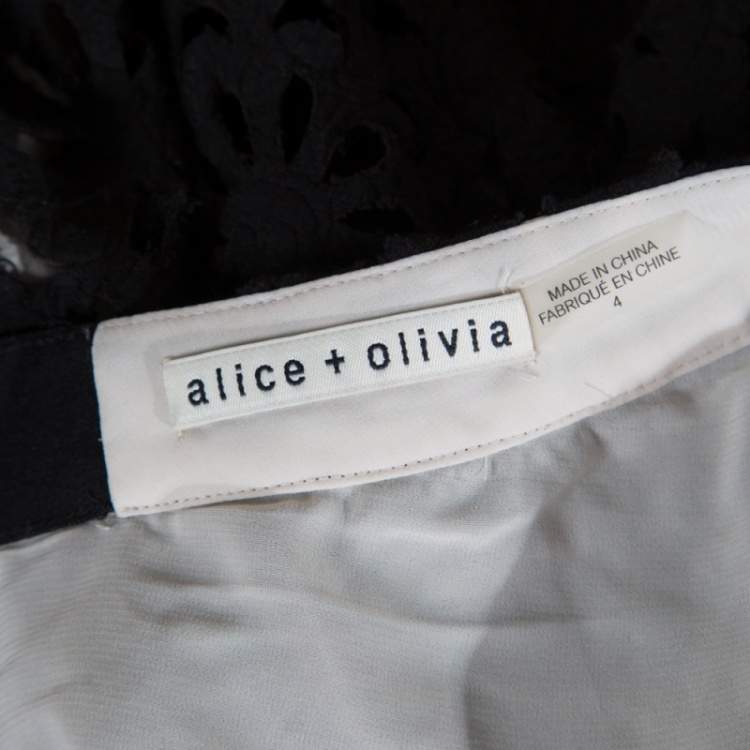 alice + olivia
MADE IN CHINA
FABRIQUÉ EN CHINE
4